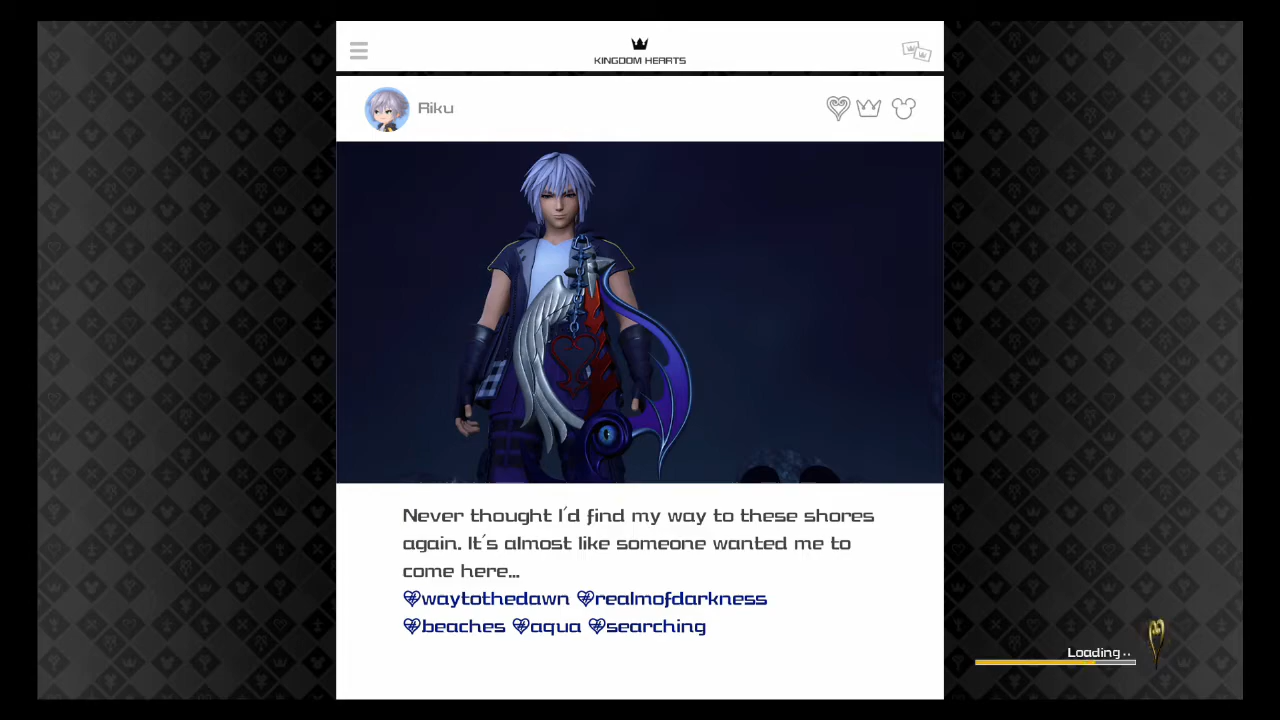 KINGDOM HEARTS
Riku
Never thought I'd find my way to these shores
again. It's almost like someone wanted me to
come here...
#waytothedawn #realmofdarkness
#beaches #aqua #searching
Loading..